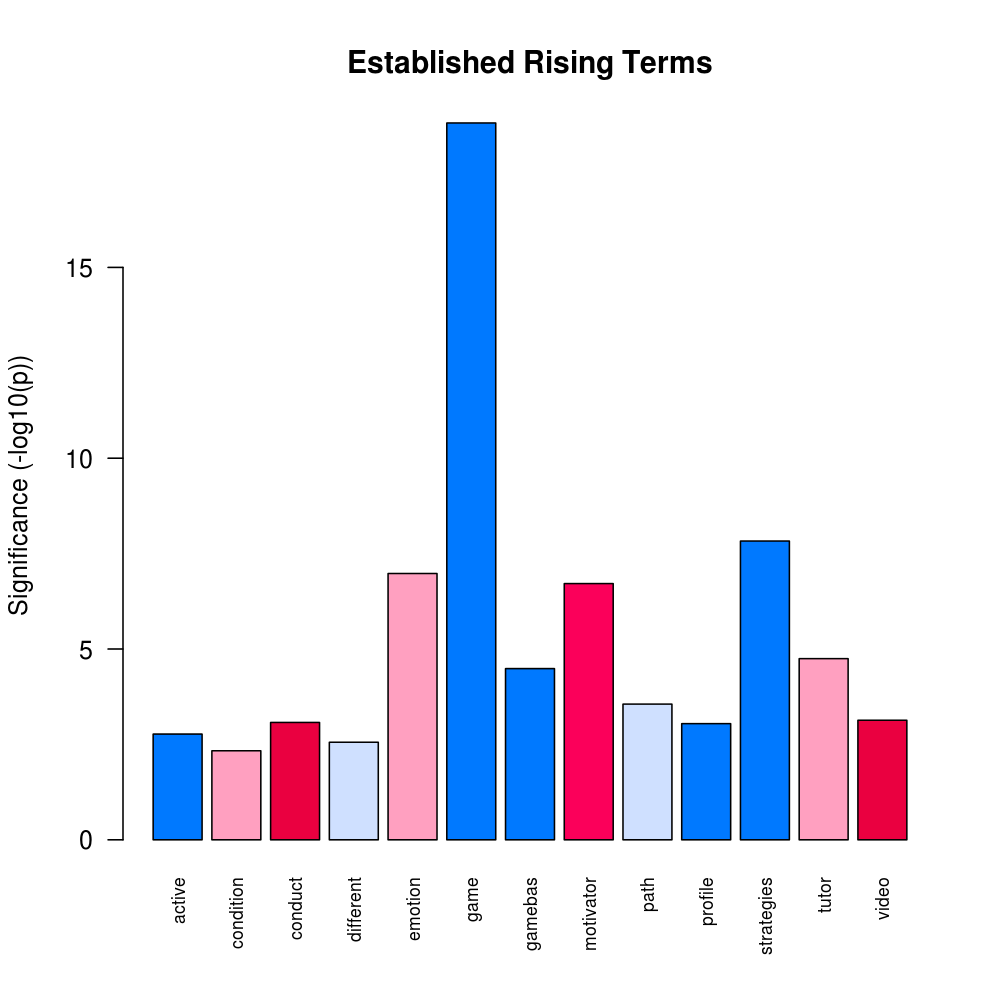 Established Rising Terms
Significance (-log10(p))
15
10
5
0
active
condition
conduct
different
emotion
game
gamebas
motivator
path
profile
strategies
tutor
video